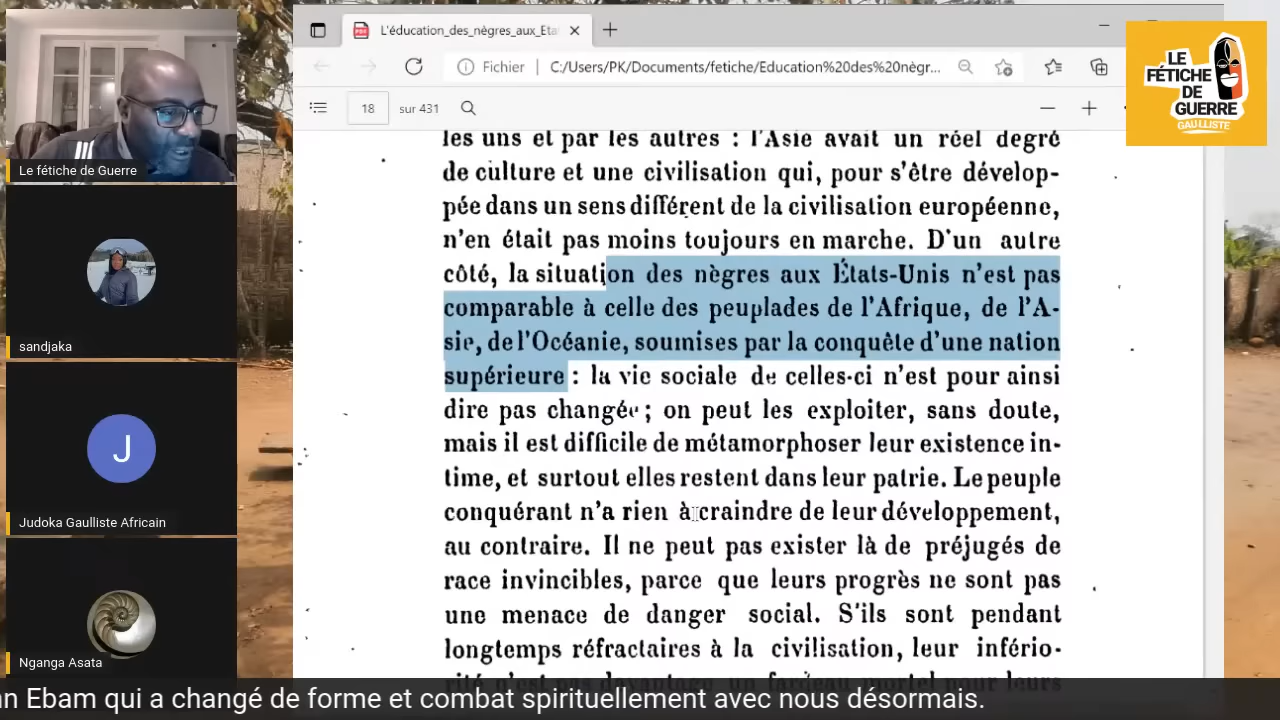 L'éducation_des_nègres_aux_Eta
Fichier
C:/Users/PK/Documents/fetiche/Education%20des%20nègr...
18
sur 431
LE
FÉTICHE
DE
GUERRE
GAULLISTE
Le fétiche de Guerre
sandjaka
J
Judoka Gaulliste Africain
Nganga Asata
les uns et par les autres : l'Asie avait un réel degré
de culture et une civilisation qui, pour s'être dévelop-
pée dans un sens différent de la civilisation européenne,
n'en était pas moins toujours en marche. D'un autre
côté, la situation des nègres aux États-Unis n'est pas
comparable à celle des peuplades de l'Afrique, de l'A-
sie, de l'Océanie, soumises par la conquête d'une nation
supérieure : la vie sociale de celles-ci n'est pour ainsi
dire pas changée ; on peut les exploiter, sans doute,
mais il est difficile de métamorphoser leur existence in-
time, et surtout elles restent dans leur patrie. Le peuple
conquérant n'a rien à craindre de leur développement,
au contraire. Il ne peut pas exister là de préjugés de
race invincibles, parce que leurs progrès ne sont pas
une menace de danger social. S'ils sont pendant
longtemps réfractaires à la civilisation, leur infério-
rité n'est pas davantage un fardeau mortel pour leurs
n Ebam qui a changé de forme et combat spirituellement avec nous désormais.